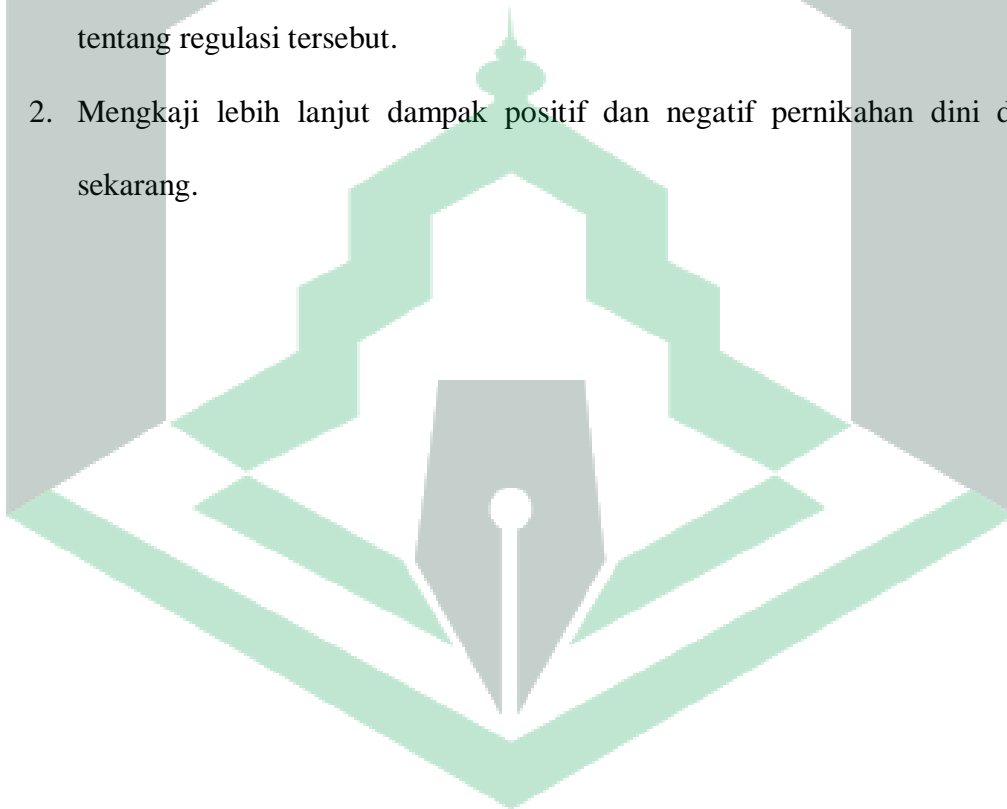 tentang regulasi tersebut.
2. Mengkaji lebih lanjut dampak positif dan negatif pernikahan dini
sekarang.